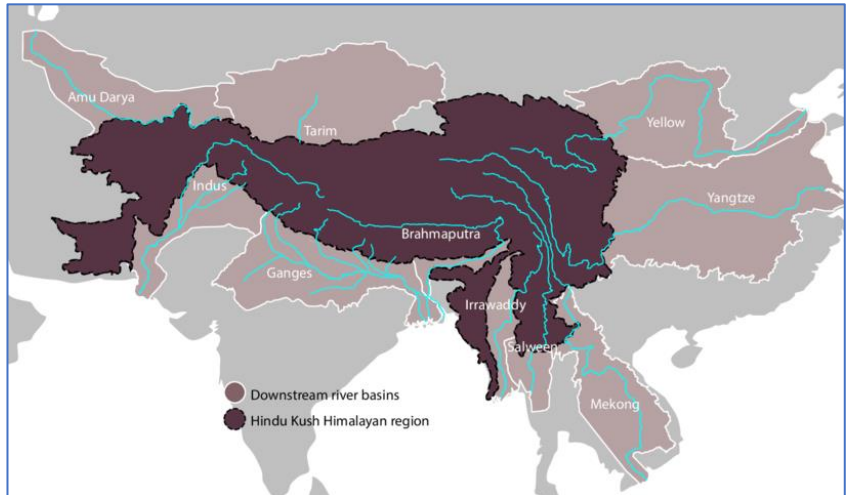 Amu Darya
Tarim
Yellow
Indus
Yangtze
Brahmaputra
Ganges
Irrawaddy
Salween
Mekong
Downstream river basins
Hindu Kush Himalayan region